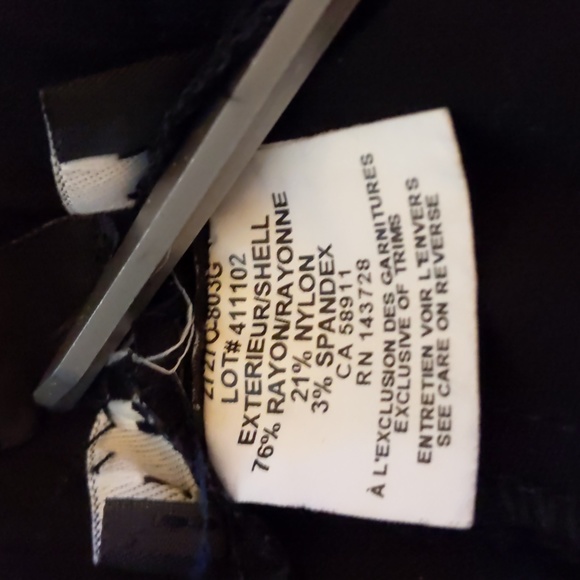 LOT# 411102
EXTERIEUR/SHELL
76% RAYON/RAYONNE
21% NYLON
3% SPANDEX
CA 58911
RN 143728
À L'EXCLUSION DES GARNITURES
EXCLUSIVE OF TRIMS
ENTRETIEN VOIR L'ENVERS
SEE CARE ON REVERSE